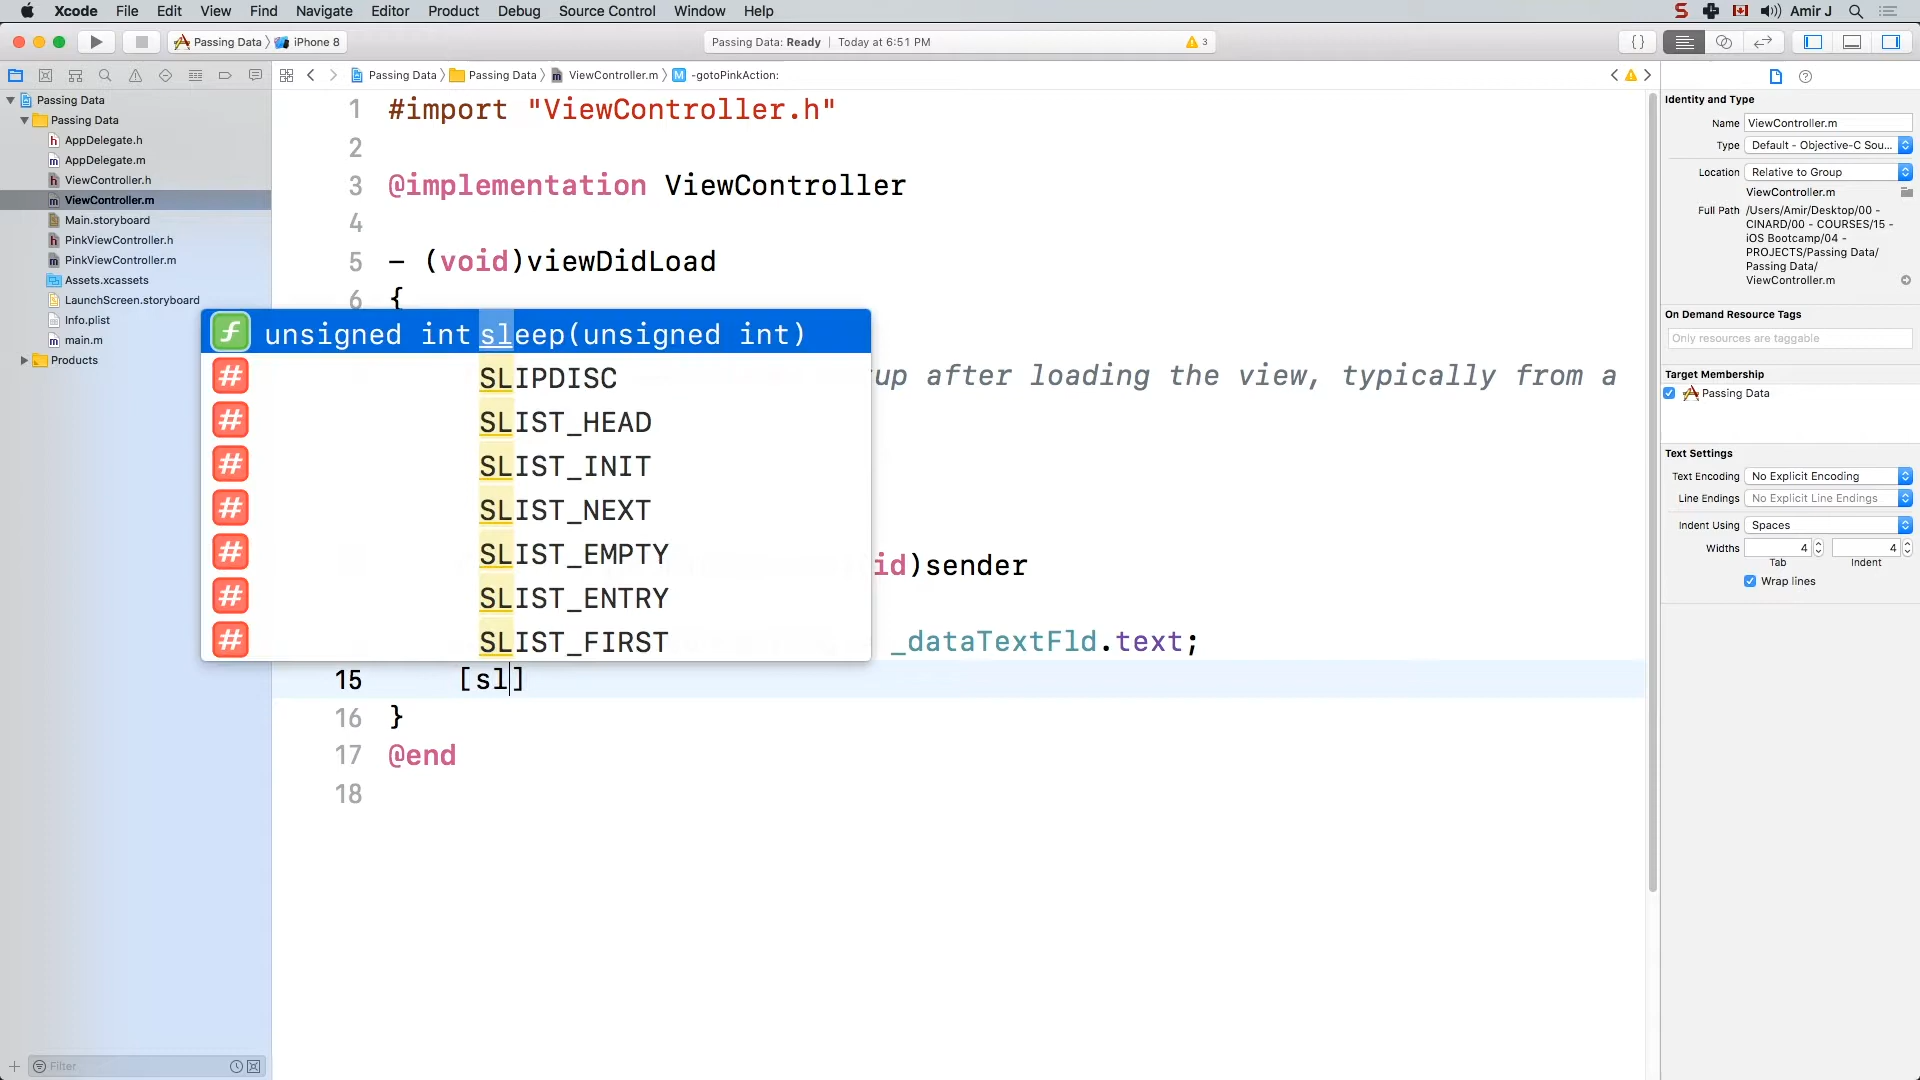 Xcode File Edit View Find Navigate Editor Product Debug Source Control Window Help Amir J
Passing Data iPhone 8 Passing Data: Ready | Today at 6:51 PM 3 {}
Passing Data Passing Data ViewController.m M -gotoPinkAction:
Passing Data
Passing Data
AppDelegate.h
AppDelegate.m
ViewController.h
ViewController.m
Main.storyboard
PinkViewController.h
PinkViewController.m
Assets.xcassets
LaunchScreen.storyboard
Info.plist
main.m
Products
Filter
1 #import "ViewController.h"
2
3 @implementation ViewController
4
5 - (void)viewDidLoad
6 {
up after loading the view, typically from a
id)sender
_dataTextFld.text;
15 [sl]
16 }
17 @end
18
f unsigned int sleep(unsigned int)
# SLIPDISC
# SLIST_HEAD
# SLIST_INIT
# SLIST_NEXT
# SLIST_EMPTY
# SLIST_ENTRY
# SLIST_FIRST
Identity and Type
Name ViewController.m
Type Default - Objective-C Sou...
Location Relative to Group
ViewController.m
Full Path /Users/Amir/Desktop/00 -
CINARD/00 - COURSES/15 -
iOS Bootcamp/04 -
PROJECTS/Passing Data/
Passing Data/
ViewController.m
On Demand Resource Tags
Only resources are taggable
Target Membership
Passing Data
Text Settings
Text Encoding No Explicit Encoding
Line Endings No Explicit Line Endings
Indent Using Spaces
Widths 4 4
Tab Indent
Wrap lines